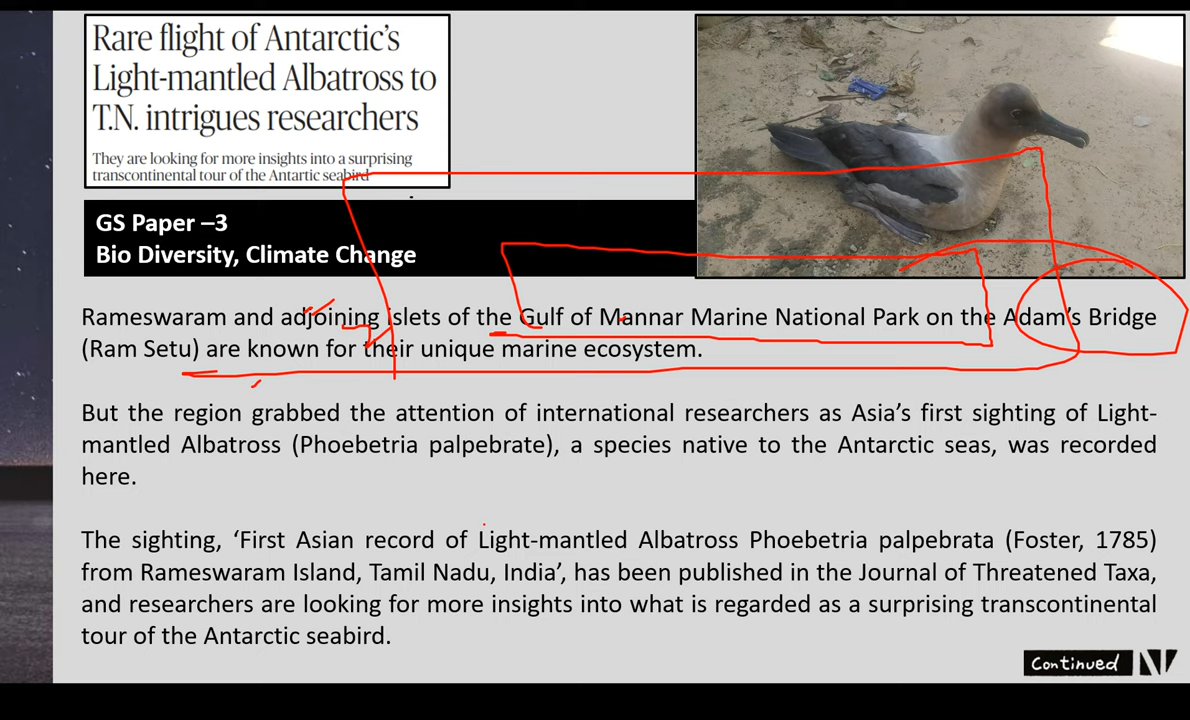 Rare flight of Antarctic's
Light-mantled Albatross to
T.N. intrigues researchers
They are looking for more insights into a surprising
transcontinental tour of the Antartic seabird
GS Paper –3
Bio Diversity, Climate Change
Rameswaram and adjoining islets of the Gulf of Mannar Marine National Park on the Adam's Bridge
(Ram Setu) are known for their unique marine ecosystem.
But the region grabbed the attention of international researchers as Asia's first sighting of Light-
mantled Albatross (Phoebetria palpebrate), a species native to the Antarctic seas, was recorded
here.
The sighting, 'First Asian record of Light-mantled Albatross Phoebetria palpebrata (Foster, 1785)
from Rameswaram Island, Tamil Nadu, India', has been published in the Journal of Threatened Taxa,
and researchers are looking for more insights into what is regarded as a surprising transcontinental
tour of the Antarctic seabird.
Continued